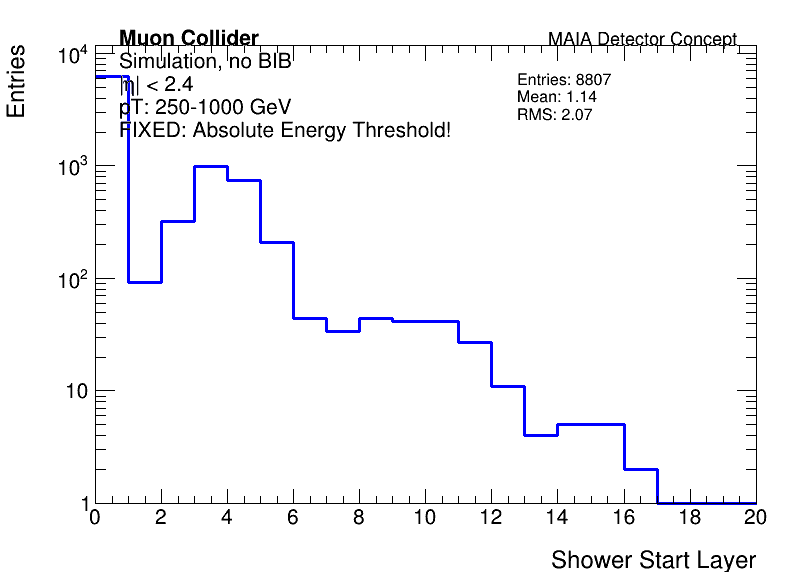 Muon Collider
MAIA Detector Concept
Simulation, no BIB
|η| < 2.4
pT: 250-1000 GeV
FIXED: Absolute Energy Threshold!
Entries: 8807
Mean: 1.14
RMS: 2.07
Entries
10⁴
10³
10²
10
1
0 2 4 6 8 10 12 14 16 18 20
Shower Start Layer